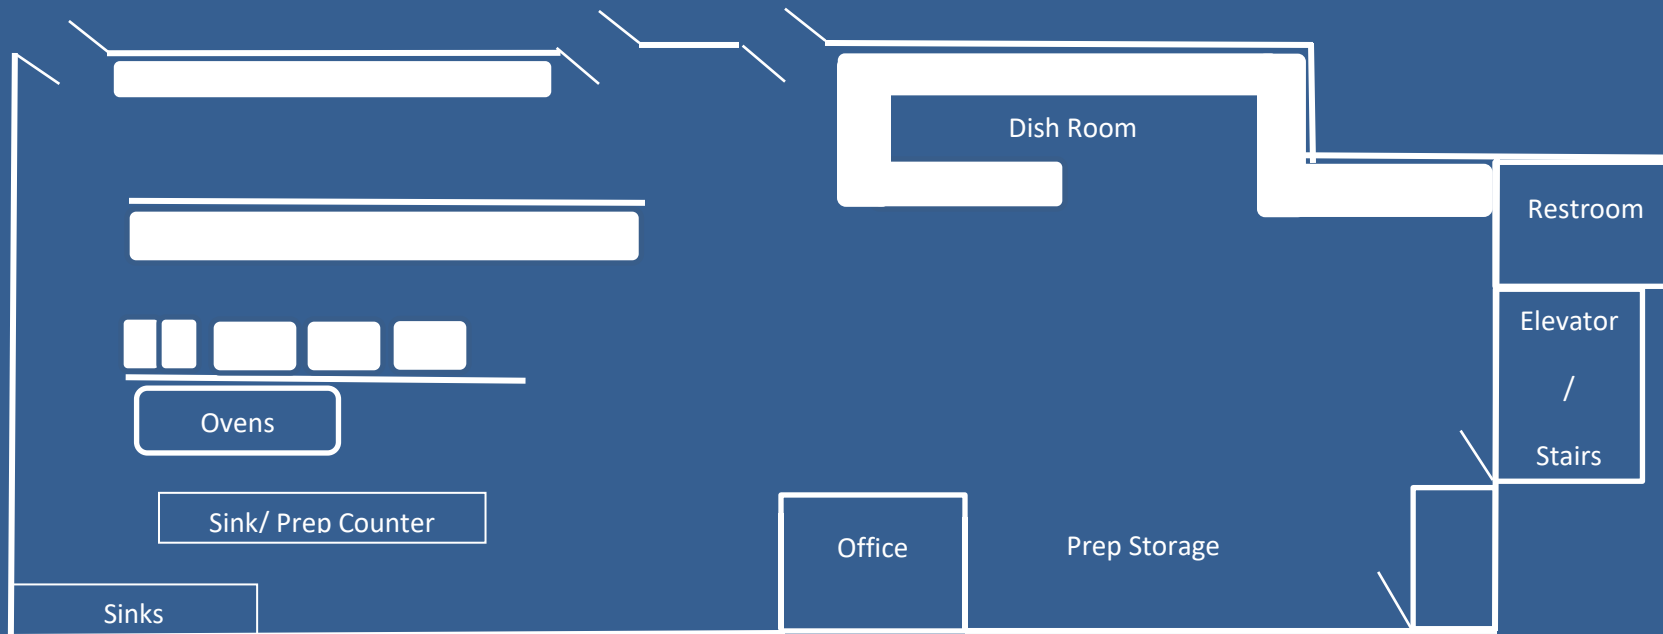 Dish Room
Restroom
Elevator
/
Stairs
Ovens
Sink/ Prep Counter
Office
Prep Storage
Sinks